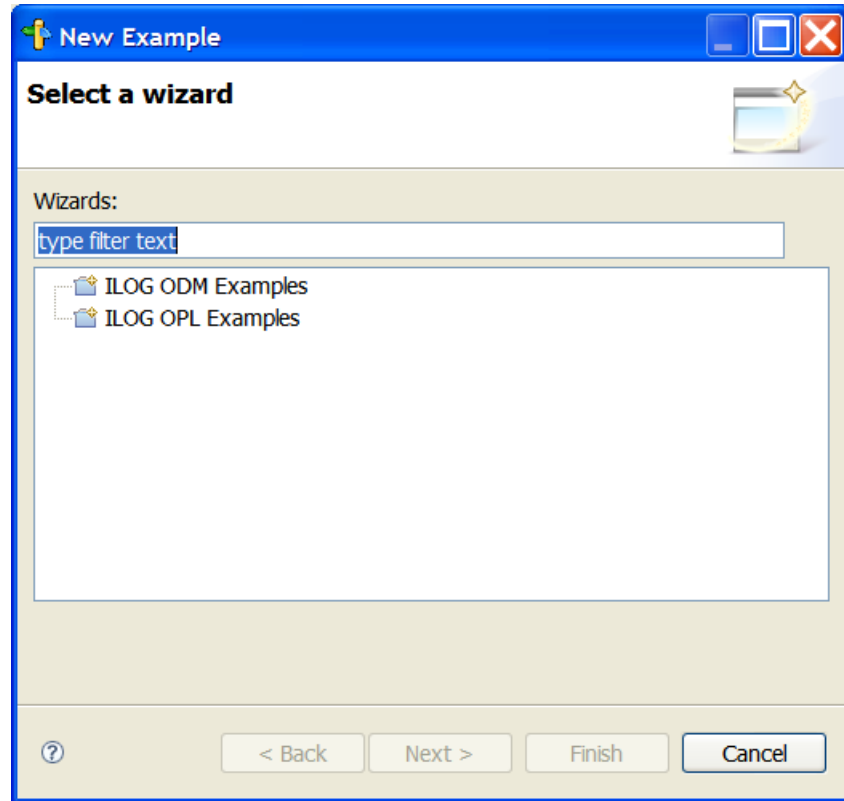 New Example
Select a wizard
Wizards:
type filter text
ILOG ODM Examples
ILOG OPL Examples
? < Back Next > Finish Cancel